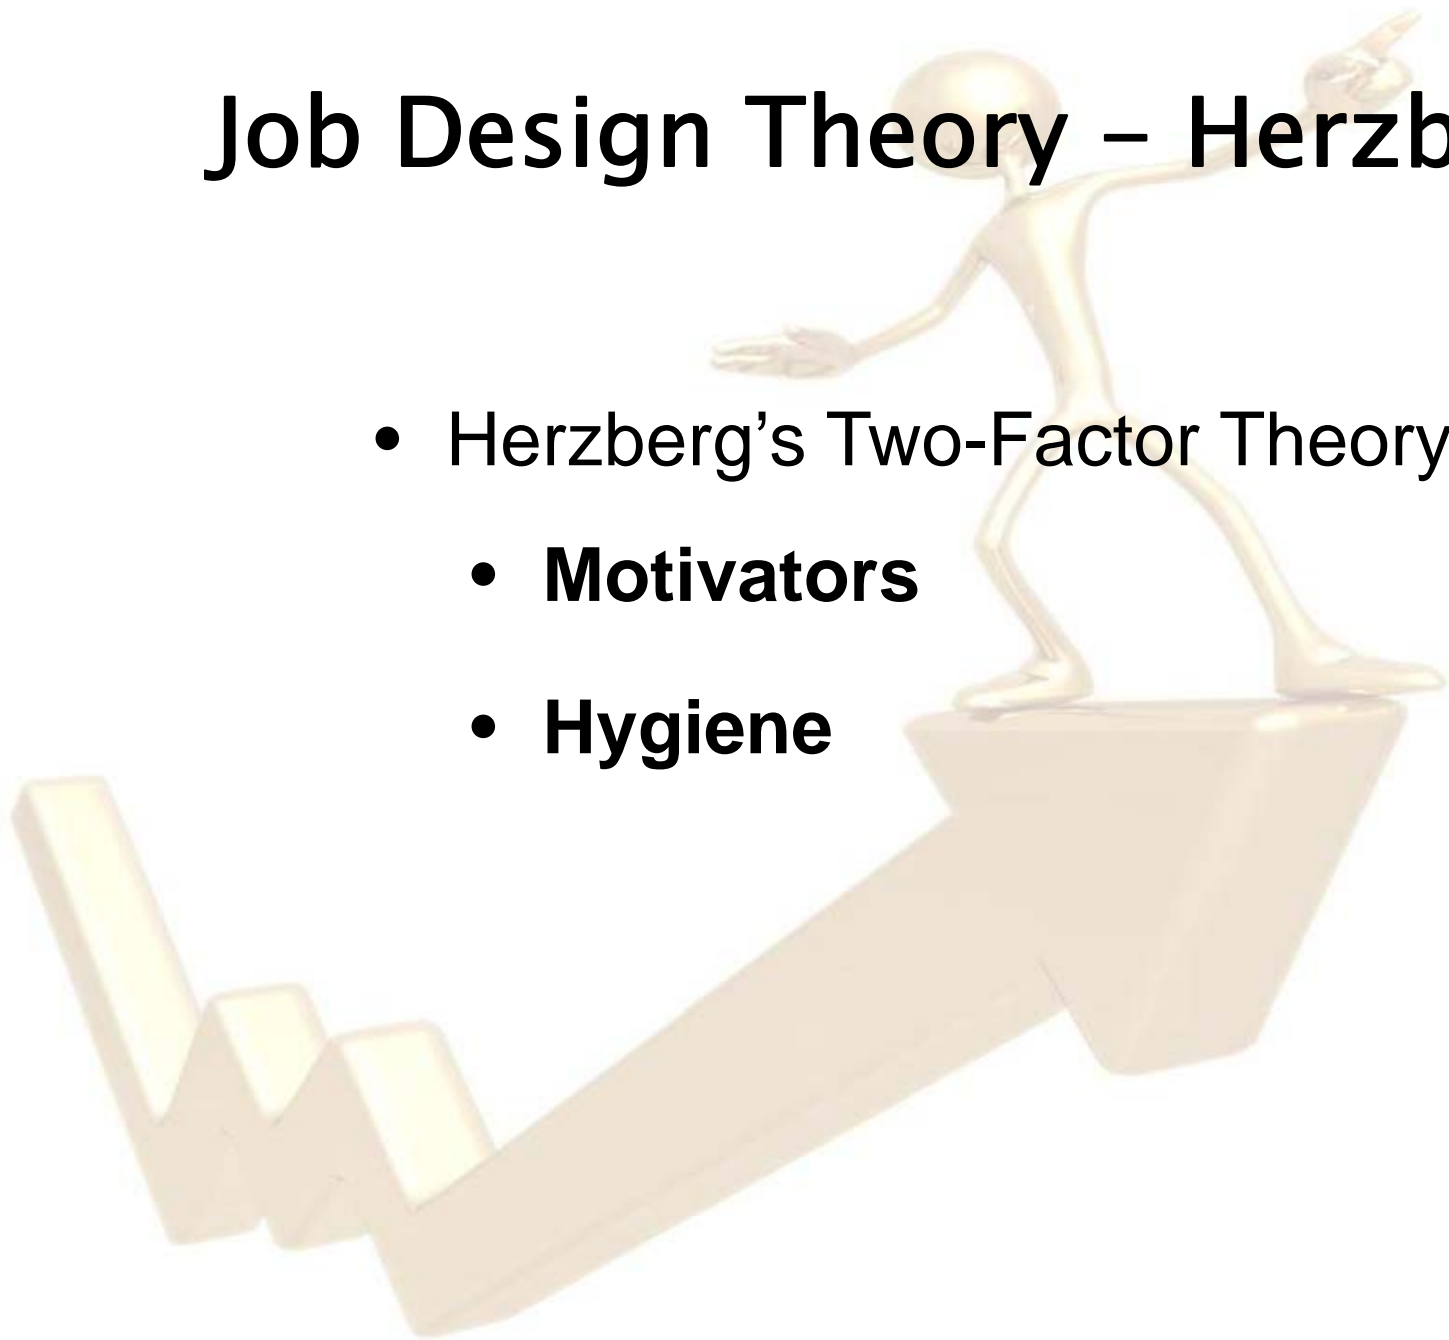 Job Design Theory – Herzb
• Herzberg’s Two-Factor Theory
• Motivators
• Hygiene